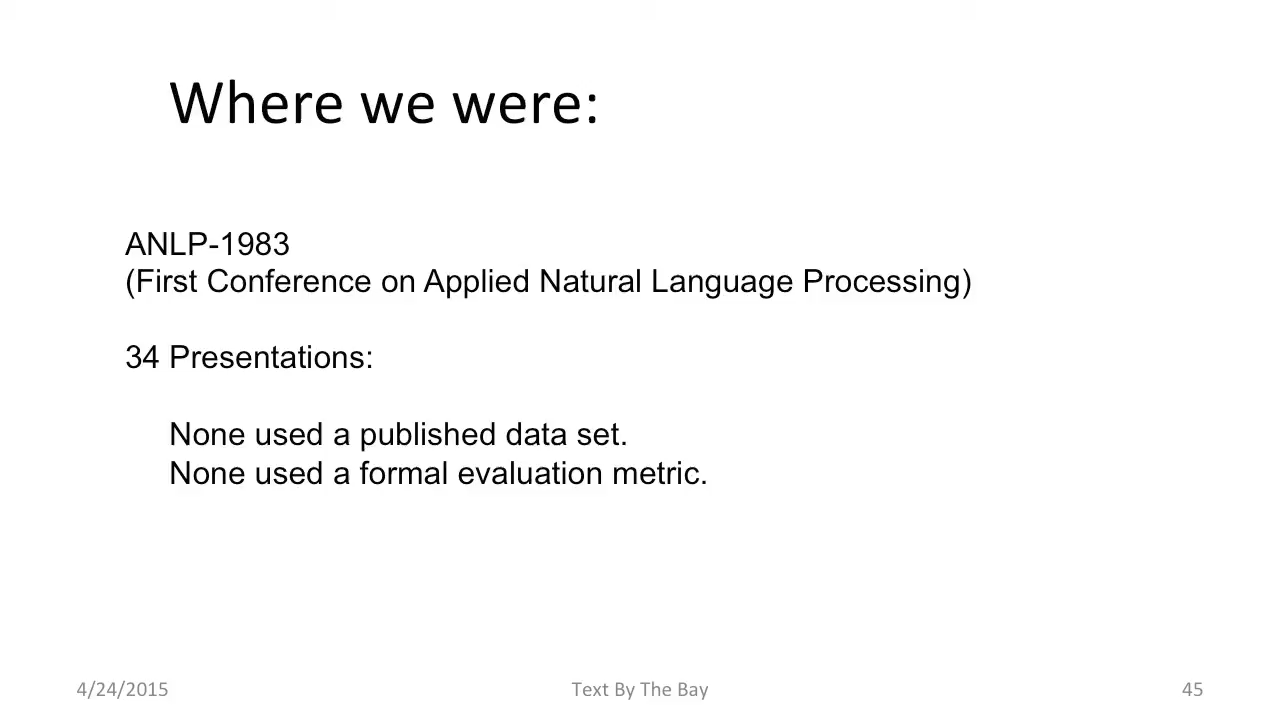 Where we were:
ANLP-1983
(First Conference on Applied Natural Language Processing)
34 Presentations:
None used a published data set.
None used a formal evaluation metric.
4/24/2015
Text By The Bay
45